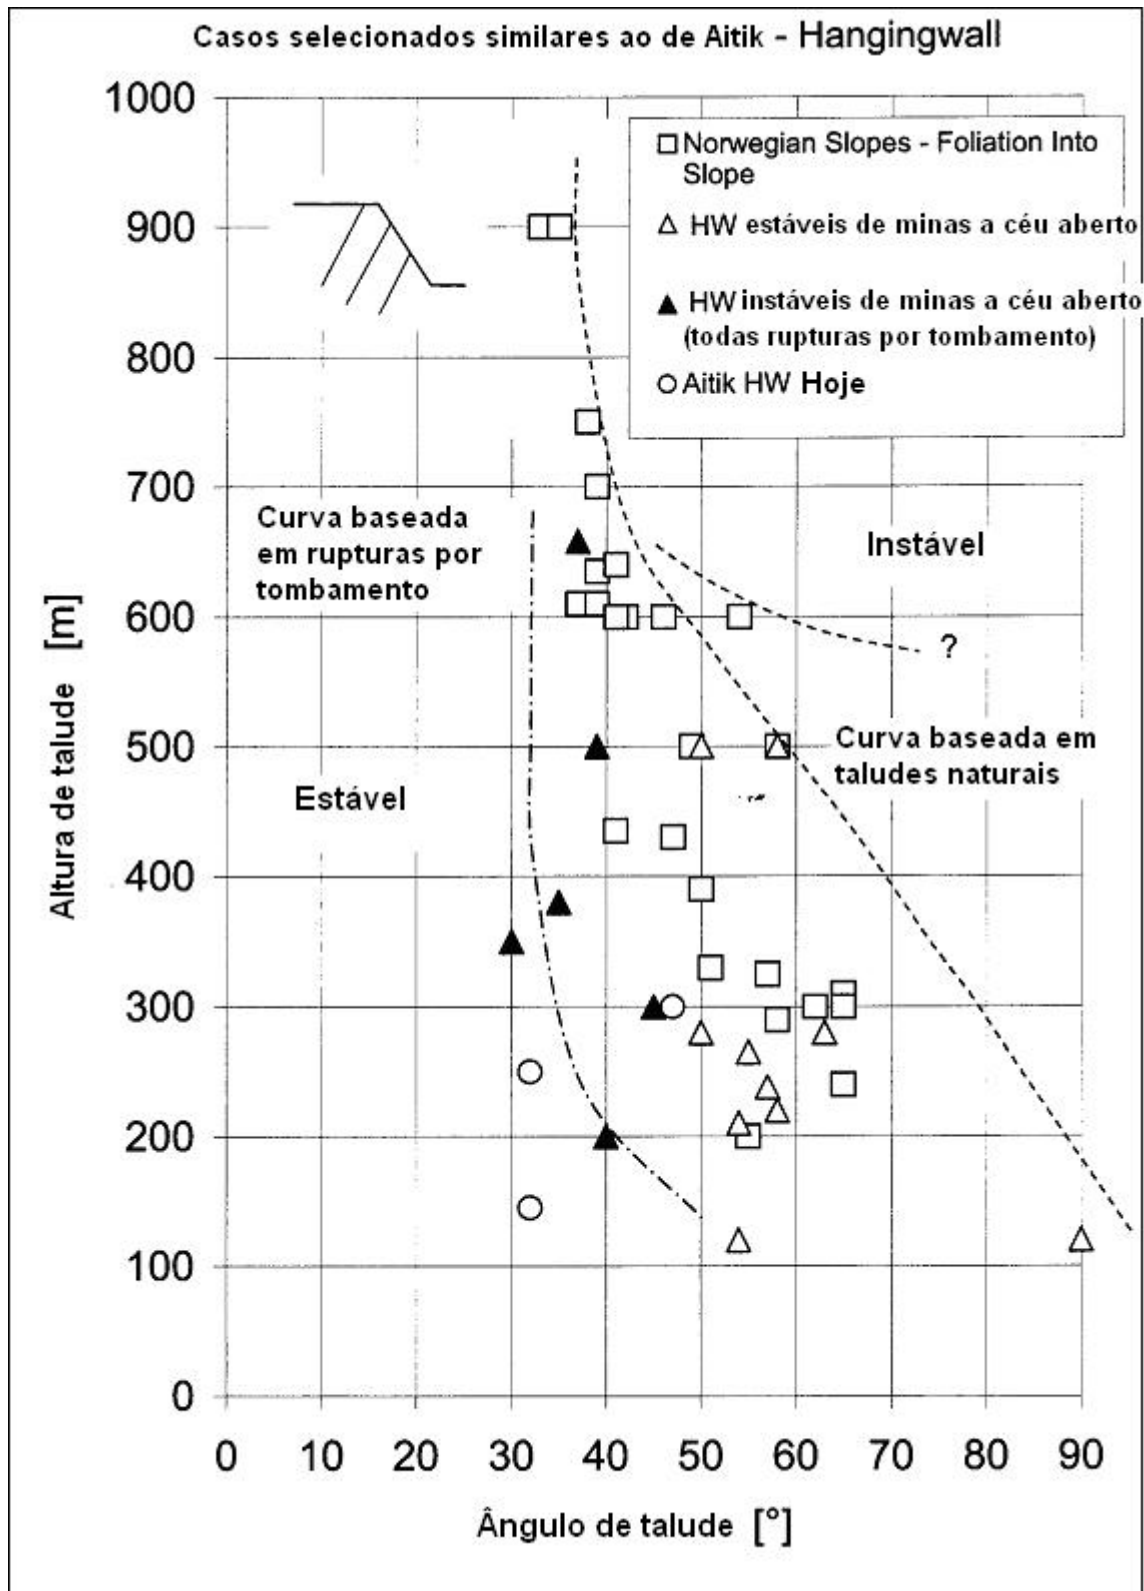 Casos selecionados similares ao de Aitik - Hangingwall
1000
900
800
700
600
500
400
300
200
100
0
Altura de talude [m]
Norwegian Slopes - Foliation Into
Slope
HW estáveis de minas a céu aberto
HW instáveis de minas a céu aberto
(todas rupturas por tombamento)
Aitik HW Hoje
Curva baseada
em rupturas por
tombamento
Instável
?
Curva baseada em
taludes naturais
Estável
0 10 20 30 40 50 60 70 80 90
Ângulo de talude [°]